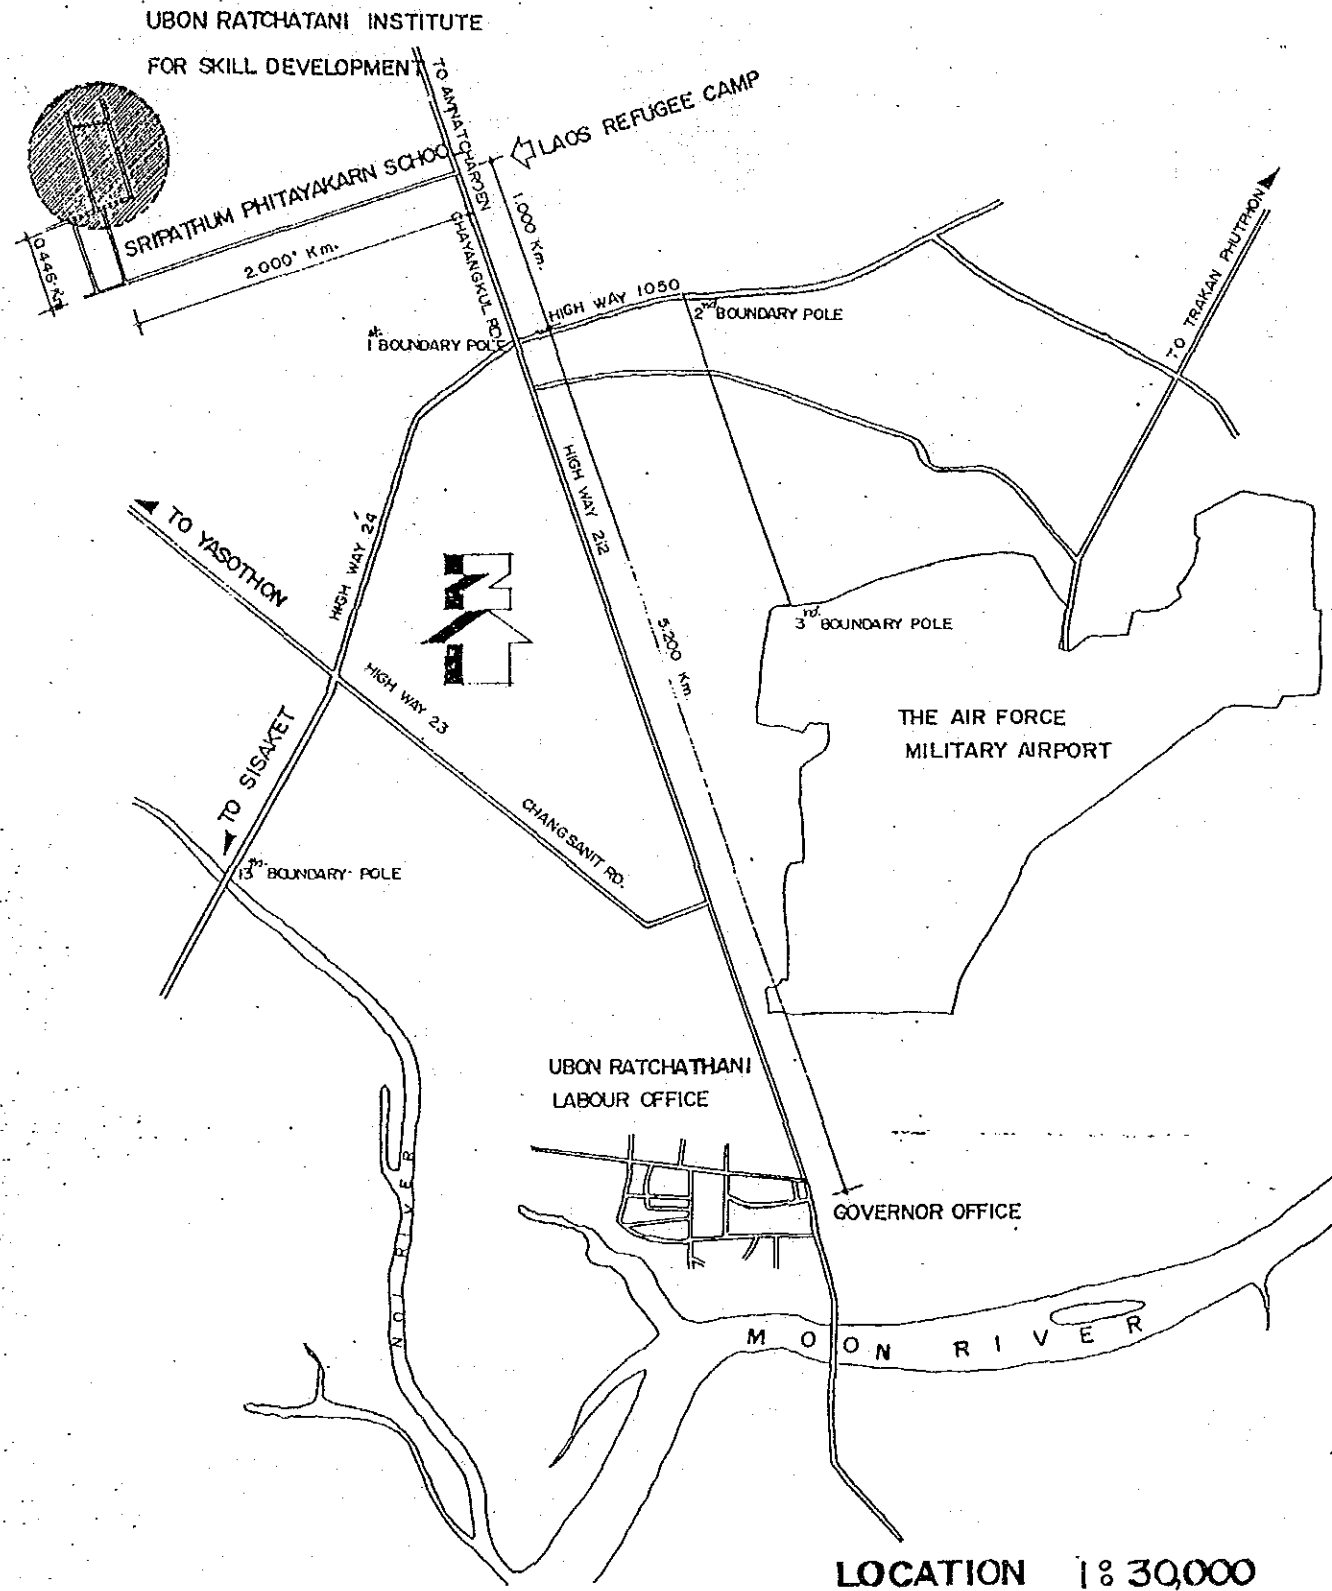 UBON RATCHATANI INSTITUTE
FOR SKILL DEVELOPMENT
TO AMNATCHAROEN
LAOS REFUGEE CAMP
SRIPATHUM PHITAYAKARN SCHOOL
1.000 Km.
CHAYANGKUL RD.
2.000 Km.
0.446 Km
TO TRAKAN PHUTPHON
HIGH WAY 1050
2nd BOUNDARY POLE
1st. BOUNDARY POLE
HIGH WAY 212
HIGH WAY 24
TO YASOTHON
N
3rd. BOUNDARY POLE
5.200 Km.
HIGH WAY 23
TO SISAKET
THE AIR FORCE
MILITARY AIRPORT
CHANGSANIT RD.
13th. BOUNDARY POLE
UBON RATCHATHANI
LABOUR OFFICE
NOI RIVER
GOVERNOR OFFICE
MOON RIVER
LOCATION 1:30,000